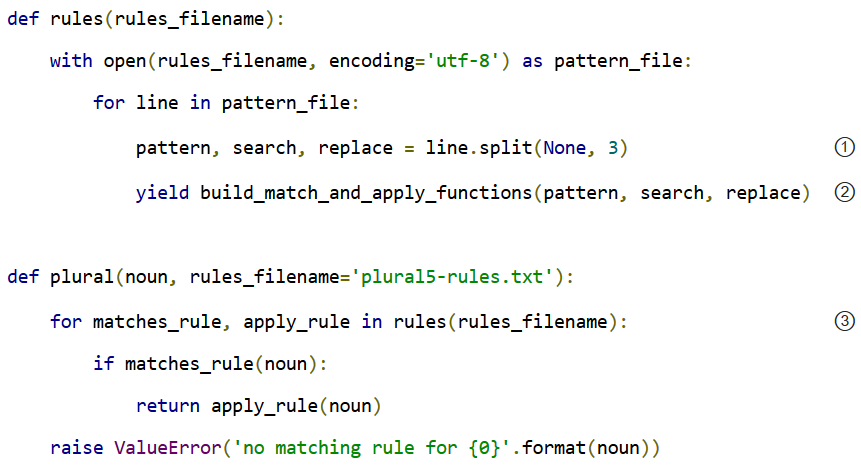 def rules(rules_filename):
    with open(rules_filename, encoding='utf-8') as pattern_file:
        for line in pattern_file:
            pattern, search, replace = line.split(None, 3) ①
            yield build_match_and_apply_functions(pattern, search, replace) ②
def plural(noun, rules_filename='plural5-rules.txt'):
    for matches_rule, apply_rule in rules(rules_filename): ③
        if matches_rule(noun):
            return apply_rule(noun)
    raise ValueError('no matching rule for {0}'.format(noun))